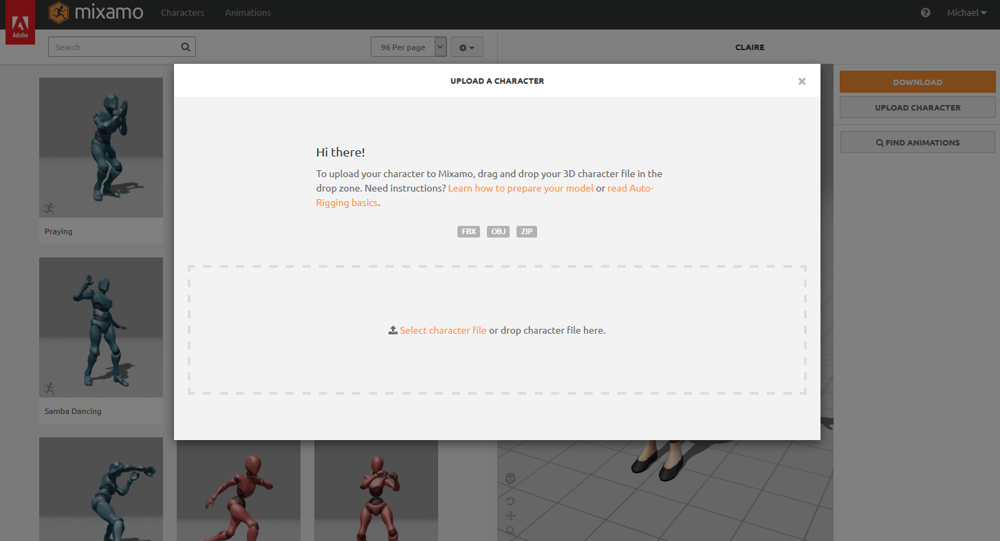 Adobe
mixamo
Characters
Animations
Michael
Search
96 Per page
CLAIRE
UPLOAD A CHARACTER
DOWNLOAD
UPLOAD CHARACTER
FIND ANIMATIONS
Hi there!
To upload your character to Mixamo, drag and drop your 3D character file in the
drop zone. Need instructions? Learn how to prepare your model or read Auto-
Rigging basics.
FBX OBJ ZIP
Select character file or drop character file here.
Praying
Samba Dancing